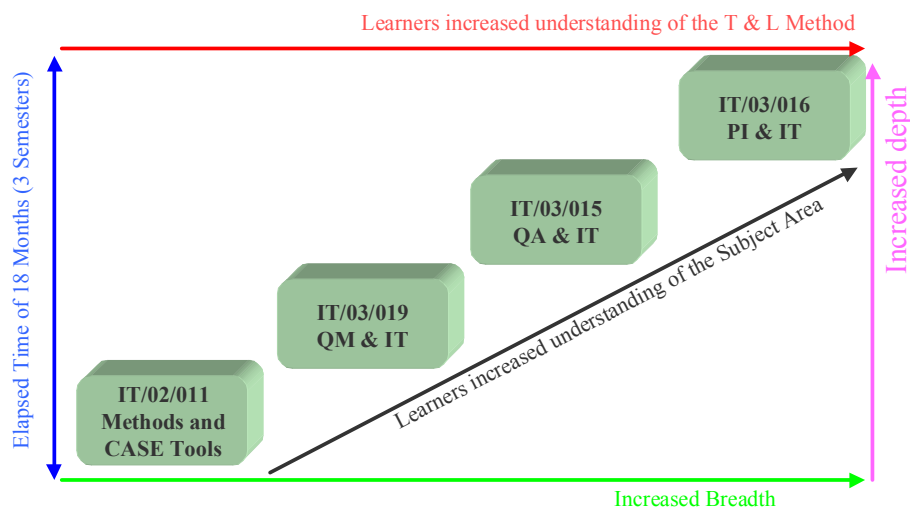 Learners increased understanding of the T & L Method
Elapsed Time of 18 Months (3 Semesters)
IT/03/016
PI & IT
Increased depth
IT/03/015
QA & IT
Learners increased understanding of the Subject Area
IT/03/019
QM & IT
IT/02/011
Methods and
CASE Tools
Increased Breadth